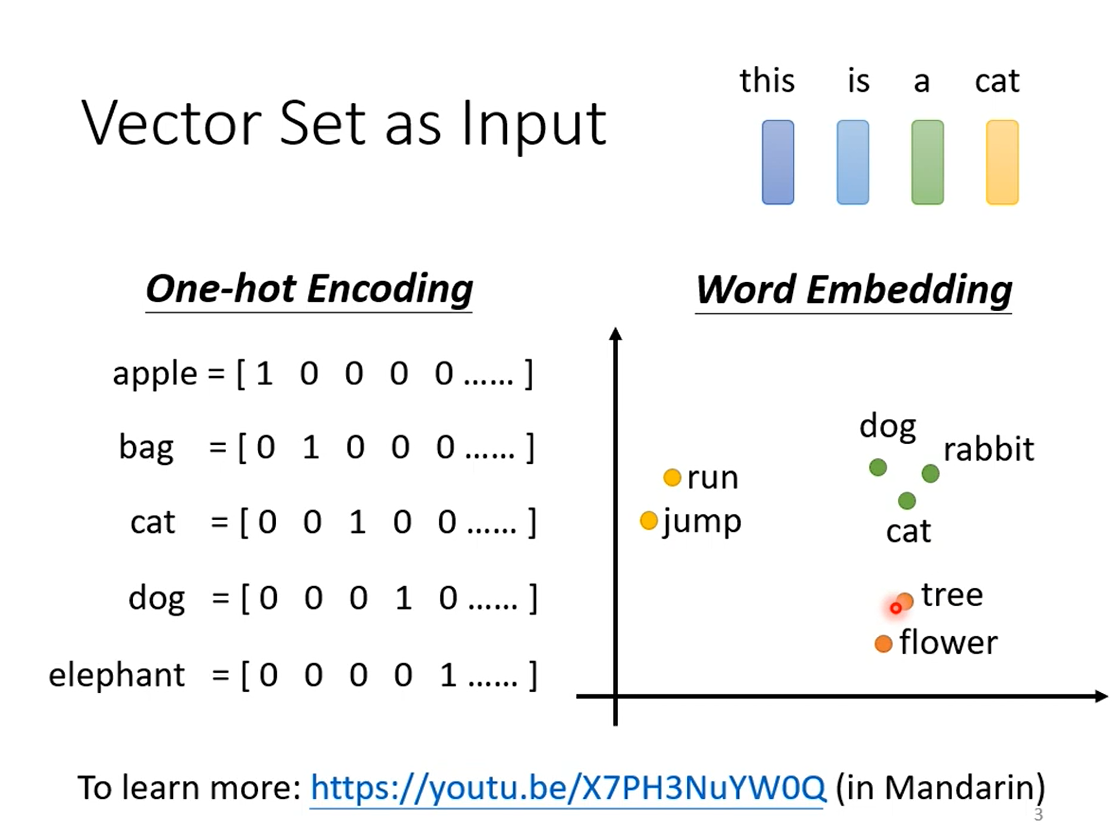 this is a cat
Vector Set as Input
One-hot Encoding
apple = [ 1 0 0 0 0 …… ]
bag = [ 0 1 0 0 0 …… ]
cat = [ 0 0 1 0 0 …… ]
dog = [ 0 0 0 1 0 …… ]
elephant = [ 0 0 0 0 1 …… ]
Word Embedding
dog
rabbit
run
cat
jump
tree
flower
To learn more: https://youtu.be/X7PH3NuYW0Q (in Mandarin)
3